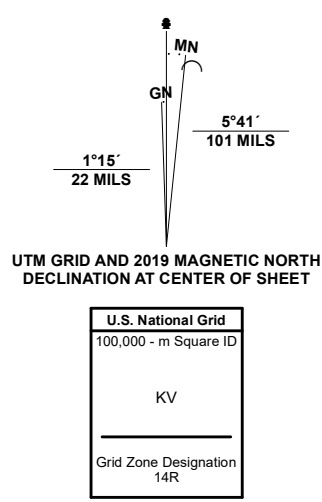 MN
GN
5°41´
101 MILS
1°15´
22 MILS
UTM GRID AND 2019 MAGNETIC NORTH
DECLINATION AT CENTER OF SHEET
U.S. National Grid
100,000 - m Square ID
KV
Grid Zone Designation
14R